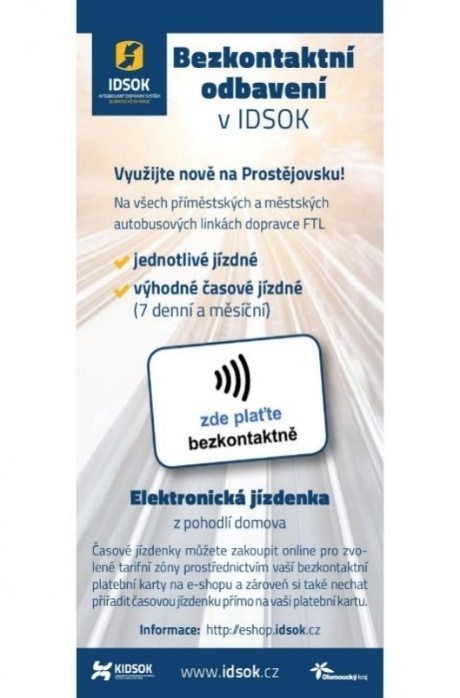 IDSOK
INTEGROVANÝ DOPRAVNÍ SYSTÉM
OLOMOUCKÉHO KRAJE
Bezkontaktní
odbavení
v IDSOK
Využijte nově na Prostějovsku!
Na všech příměstských a městských
autobusových linkách dopravce FTL
jednotlivé jízdné
výhodné časové jízdné
(7 denní a měsíční)
zde plaťte
bezkontaktně
Elektronická jízdenka
z pohodlí domova
Časové jízdenky můžete zakoupit online pro zvo-
lené tarifní zóny prostřednictvím vaší bezkontaktní
platební karty na e-shopu a zároveň si také nechat
přiřadit časovou jízdenku přímo na vaši platební kartu.
Informace: http://eshop.idsok.cz
KIDSOK
www.idsok.cz
Olomoucký kraj